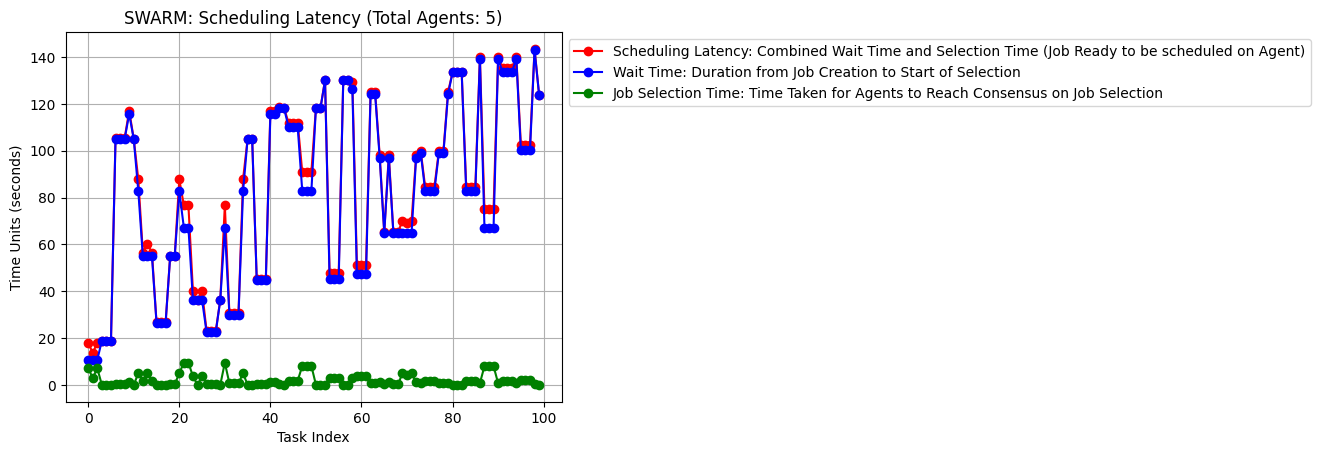 SWARM: Scheduling Latency (Total Agents: 5)
Scheduling Latency: Combined Wait Time and Selection Time (Job Ready to be scheduled on Agent)
Wait Time: Duration from Job Creation to Start of Selection
Job Selection Time: Time Taken for Agents to Reach Consensus on Job Selection
Time Units (seconds)
140
120
100
80
60
40
20
0
0 20 40 60 80 100
Task Index